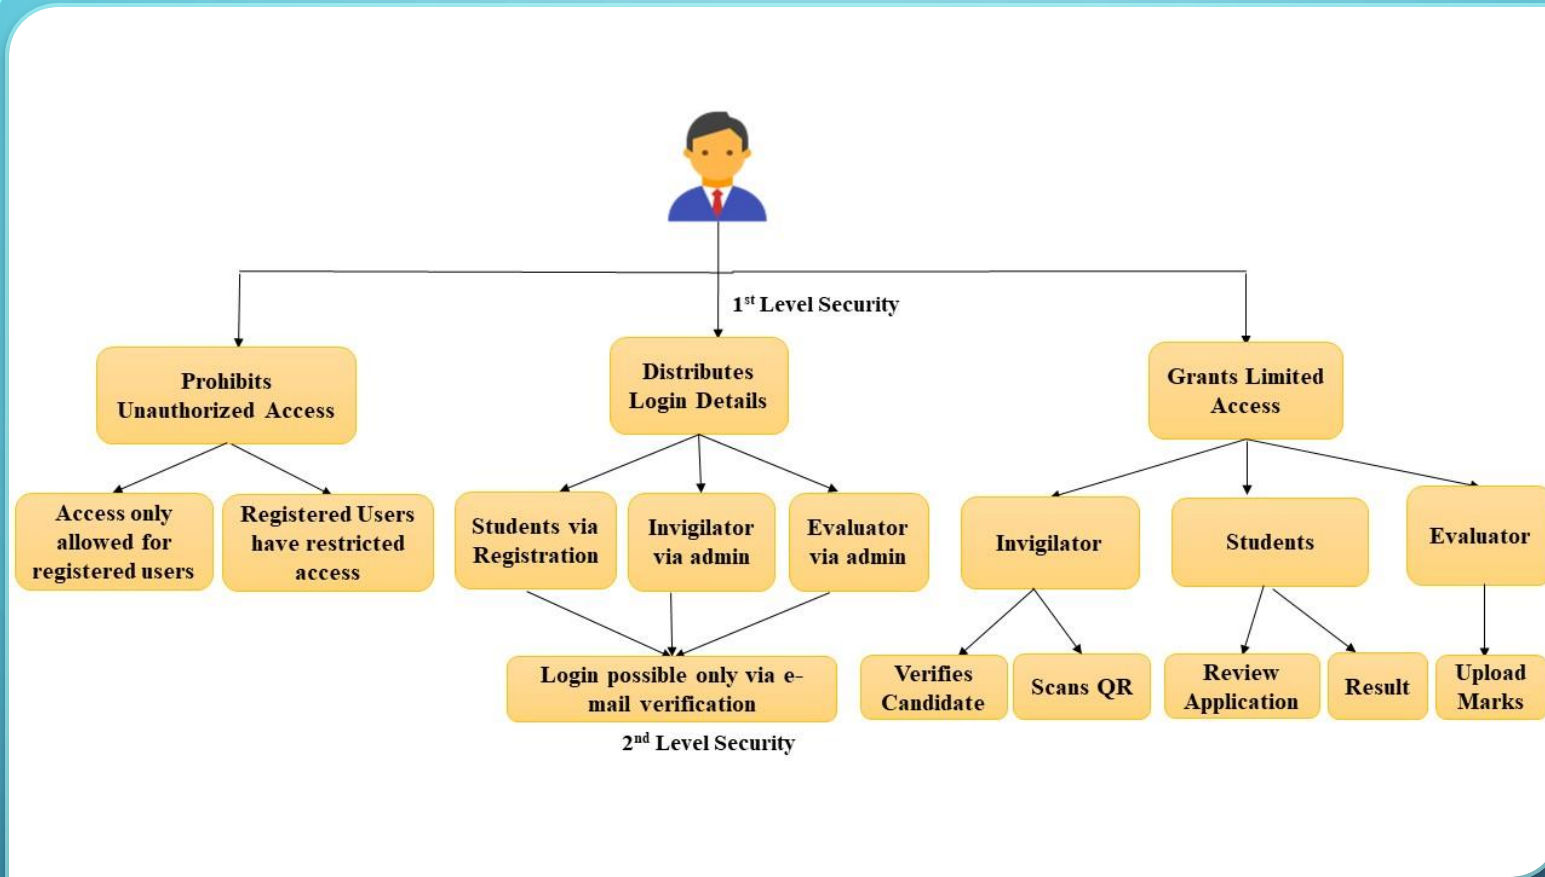 1st Level Security
Prohibits
Unauthorized Access
Distributes
Login Details
Grants Limited
Access
Access only
allowed for
registered users
Registered Users
have restricted
access
Students via
Registration
Invigilator
via admin
Evaluator
via admin
Invigilator
Students
Evaluator
Login possible only via e-
mail verification
Verifies
Candidate
Scans QR
Review
Application
Result
Upload
Marks
2nd Level Security